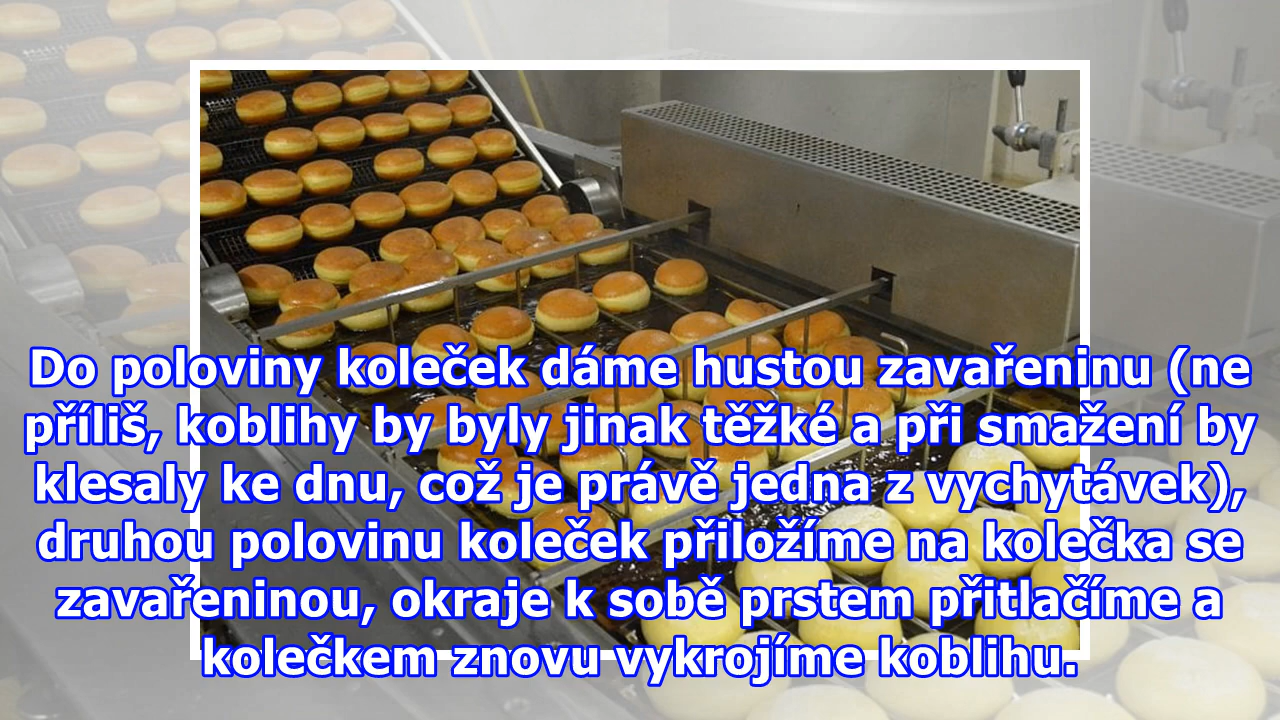 Do poloviny koleček dáme hustou zavařeninu (ne
příliš, koblihy by byly jinak těžké a při smažení by
klesaly ke dnu, což je právě jedna z vychytávek),
druhou polovinu koleček přiložíme na kolečka se
zavařeninou, okraje k sobě prstem přitlačíme a
kolečkem znovu vykrojíme koblihu.